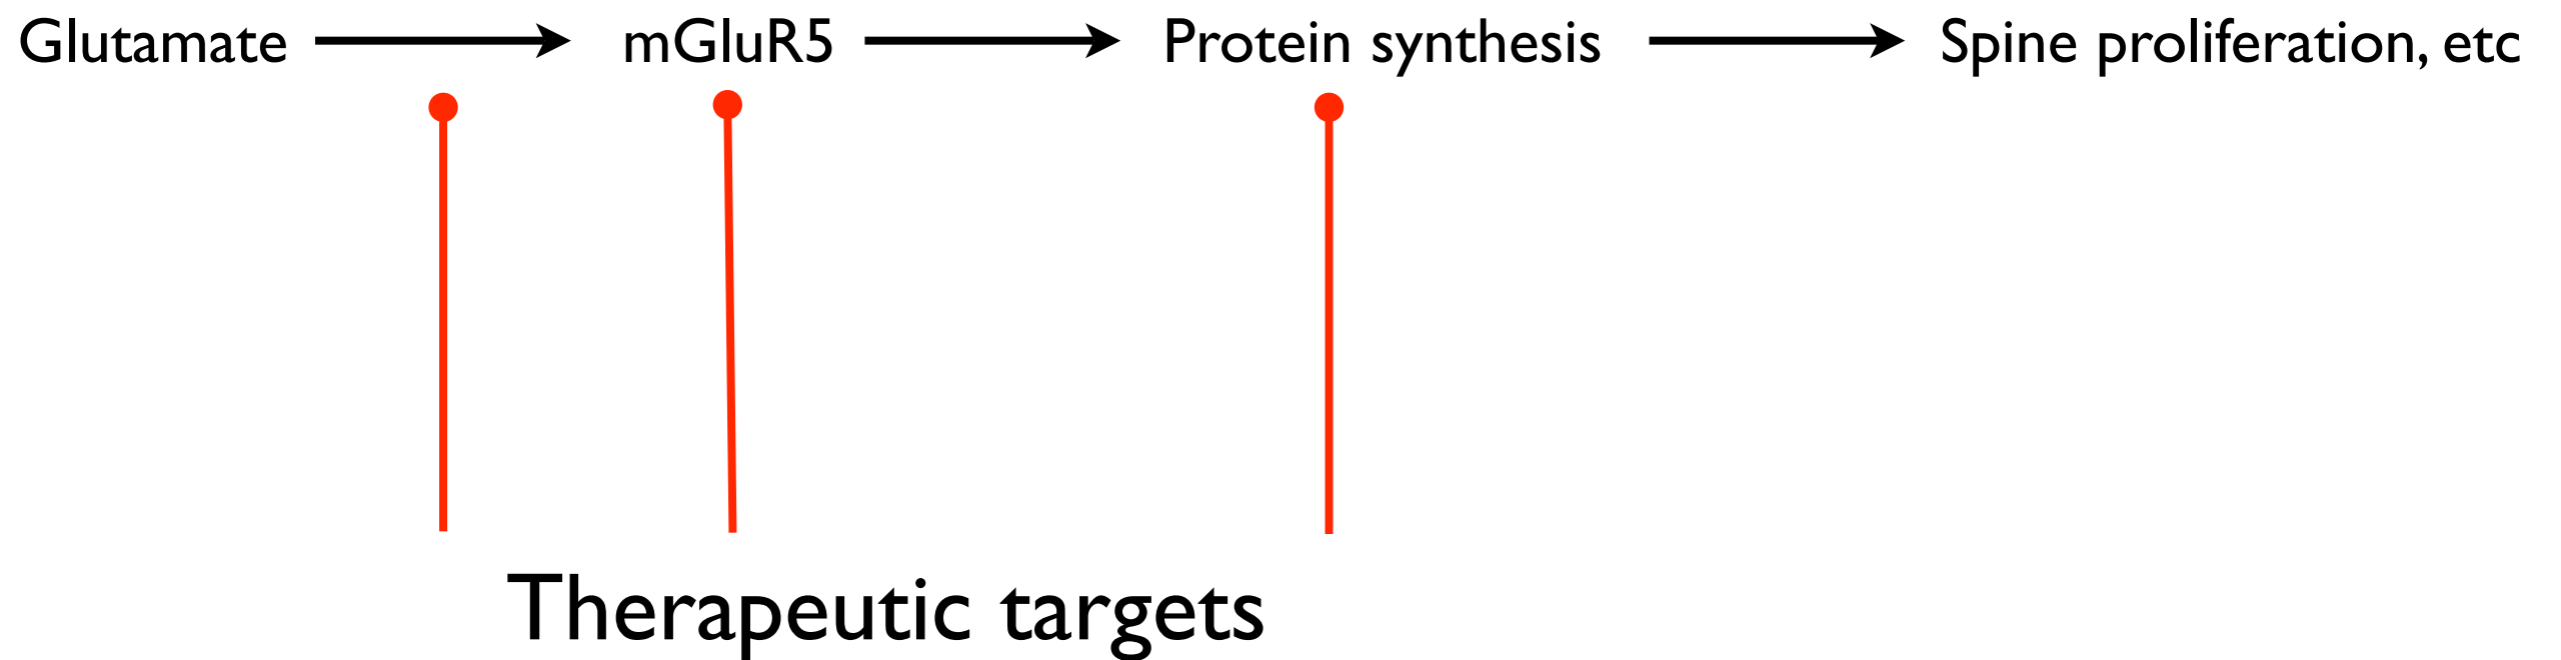 Glutamate mGluR5 Protein synthesis Spine proliferation, etc
Therapeutic targets